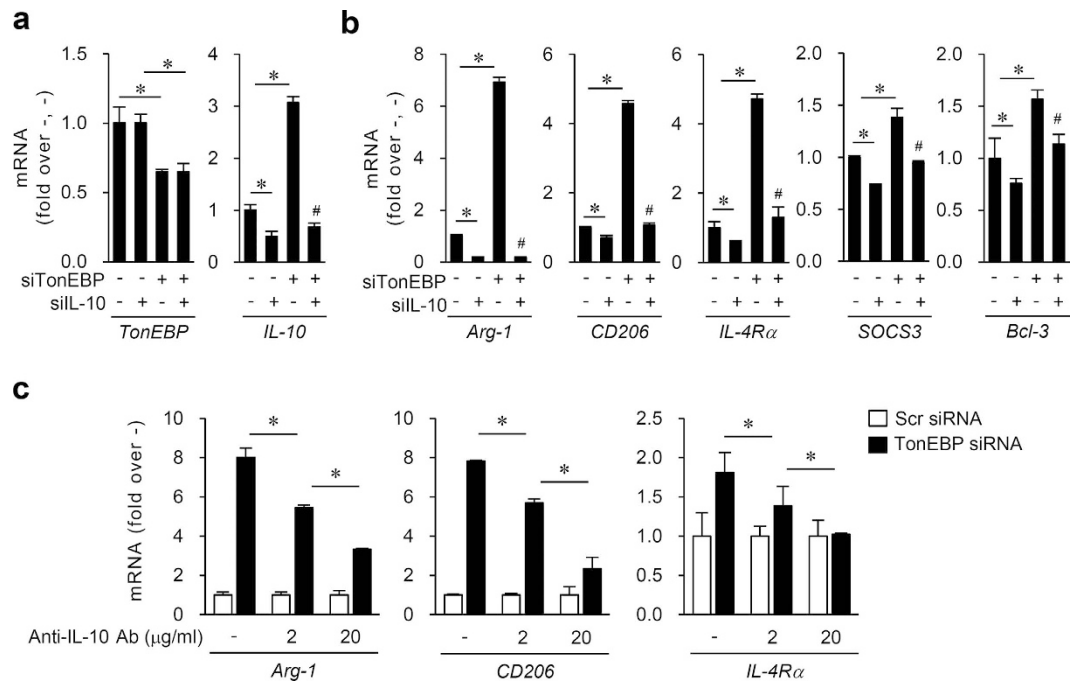 a
mRNA
(fold over -, -)
1.5
1.0
0.5
0.0
* *
4
3
2
1
0
* * #
siTonEBP - - + + - - + +
siIL-10 - + - + - + - +
TonEBP IL-10
b
mRNA
(fold over -, -)
8
6
4
2
0
* * #
6
4
2
0
* * #
6
4
2
0
* * #
1.5
1.0
0.5
0.0
* * #
2.0
1.5
1.0
0.5
0.0
* * #
siTonEBP - - + + - - + + - - + + - - + + - - + +
siIL-10 - + - + - + - + - + - + - + - + - + - +
Arg-1 CD206 IL-4Rα SOCS3 Bcl-3
c
mRNA (fold over -)
10
8
6
4
2
0
* *
10
8
6
4
2
0
* *
2.5
2.0
1.5
1.0
0.5
0.0
* *
Scr siRNA
TonEBP siRNA
Anti-IL-10 Ab (μg/ml) - 2 20 - 2 20 - 2 20
Arg-1 CD206 IL-4Rα